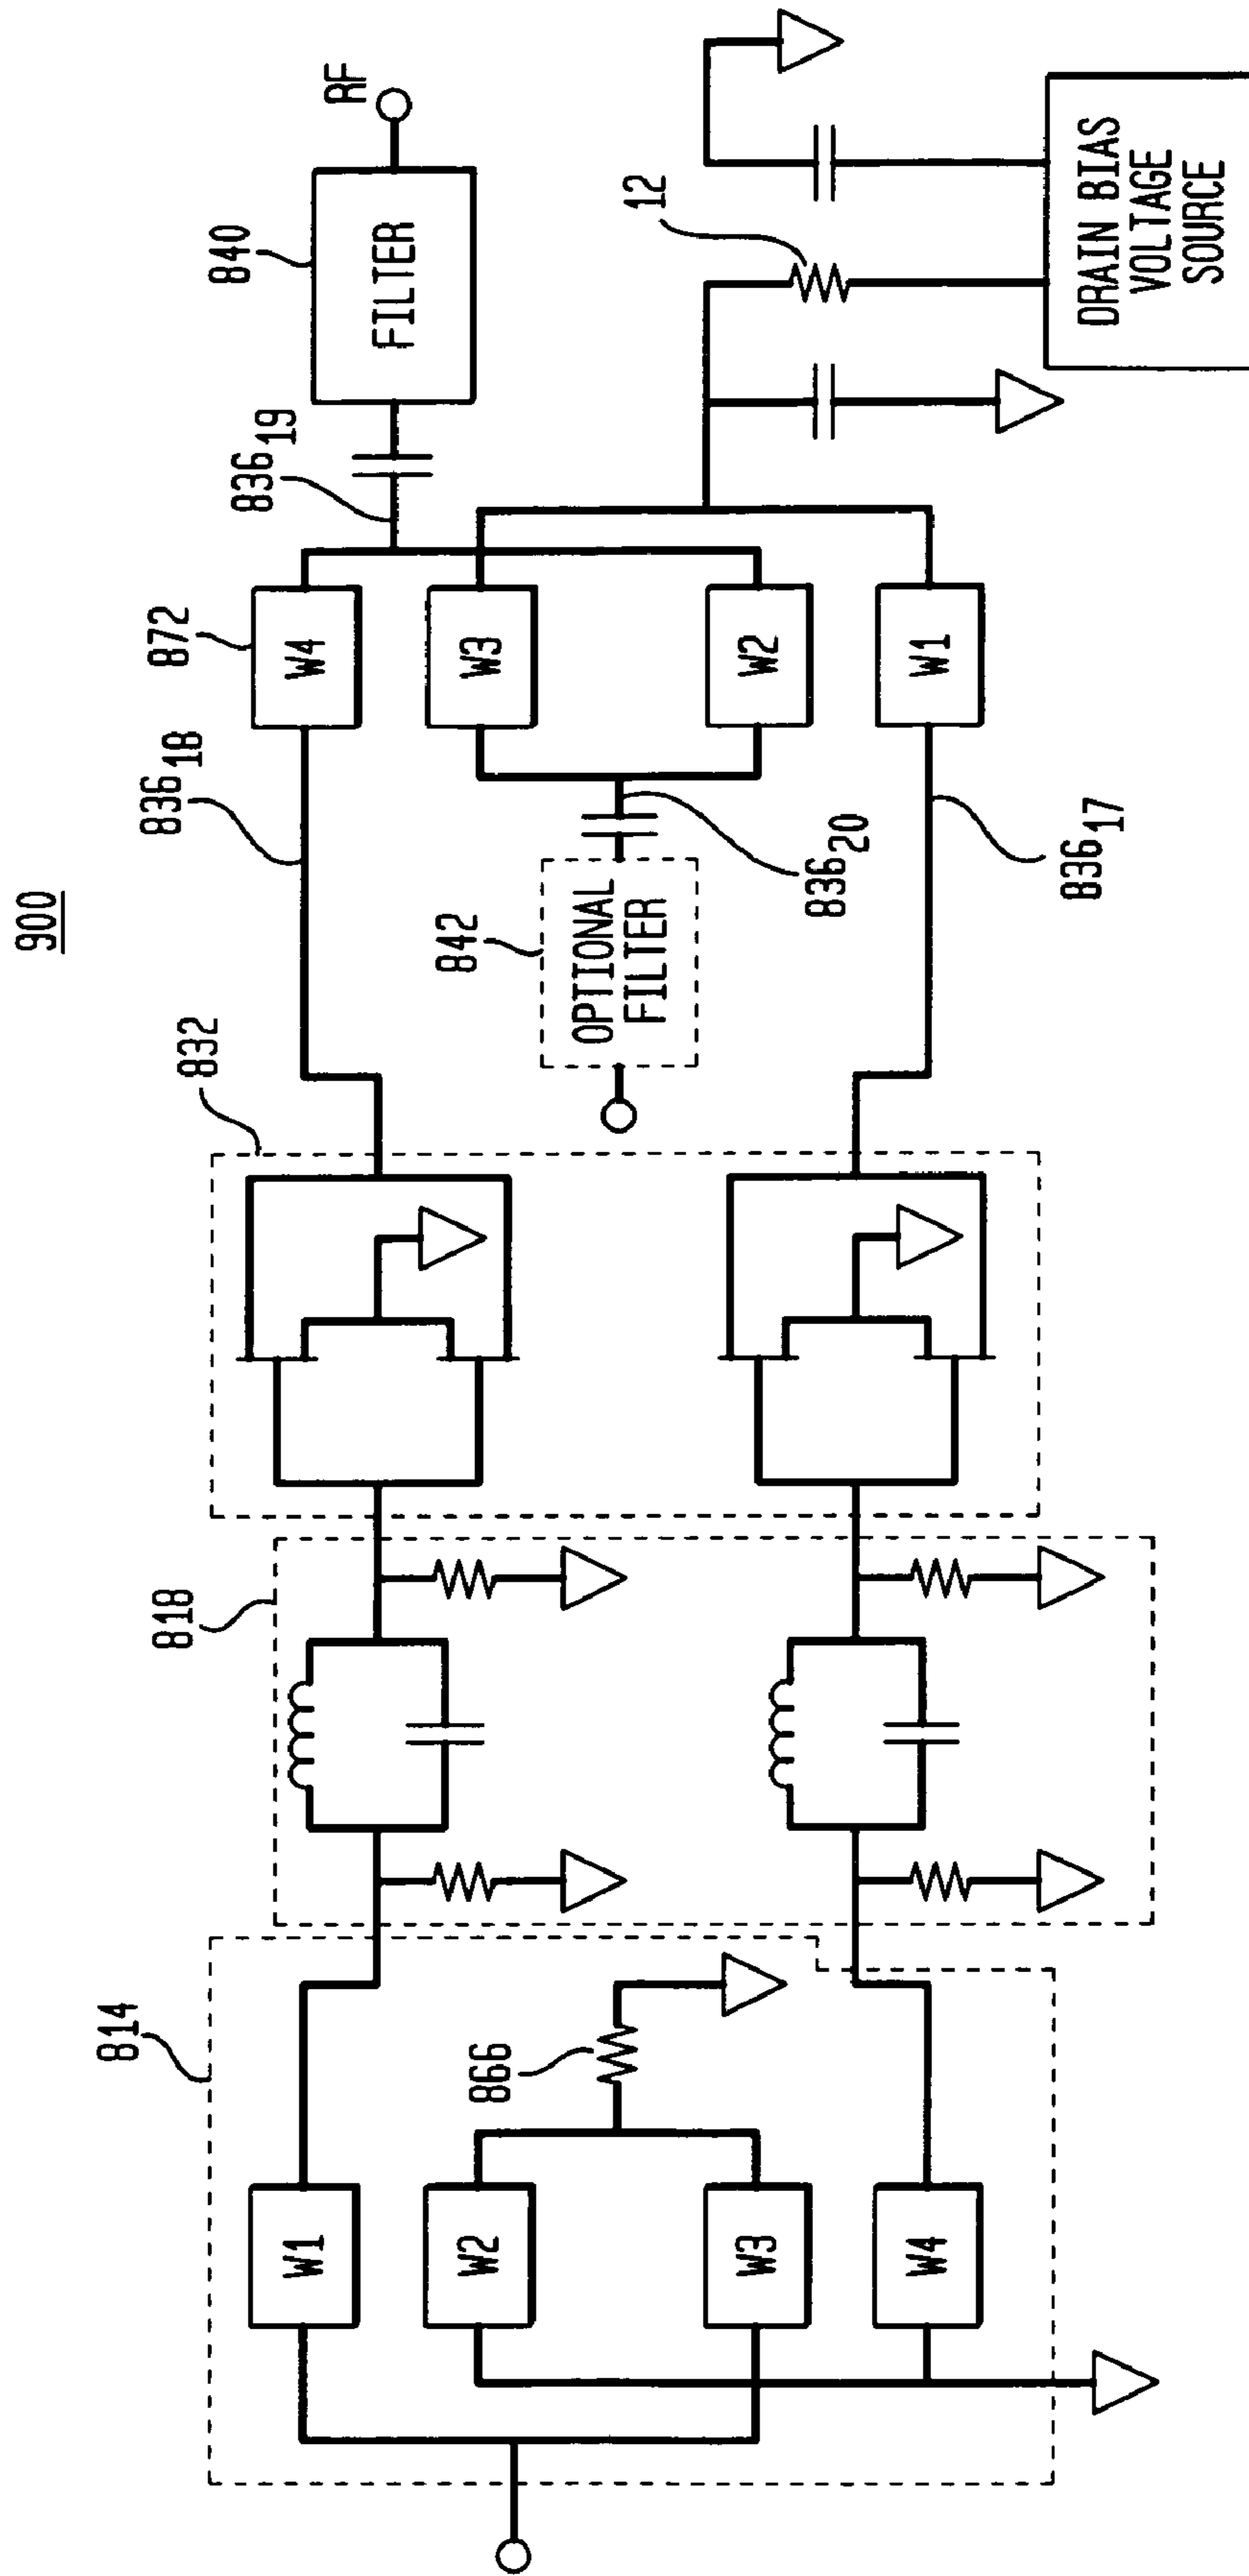 900
814
W1
W2
W3
W4
866
818
832
842
OPTIONAL
FILTER
836 20
836 18
836 17
872
W4
W3
W2
W1
836 19
840
FILTER
RF
12
DRAIN BIAS
VOLTAGE
SOURCE